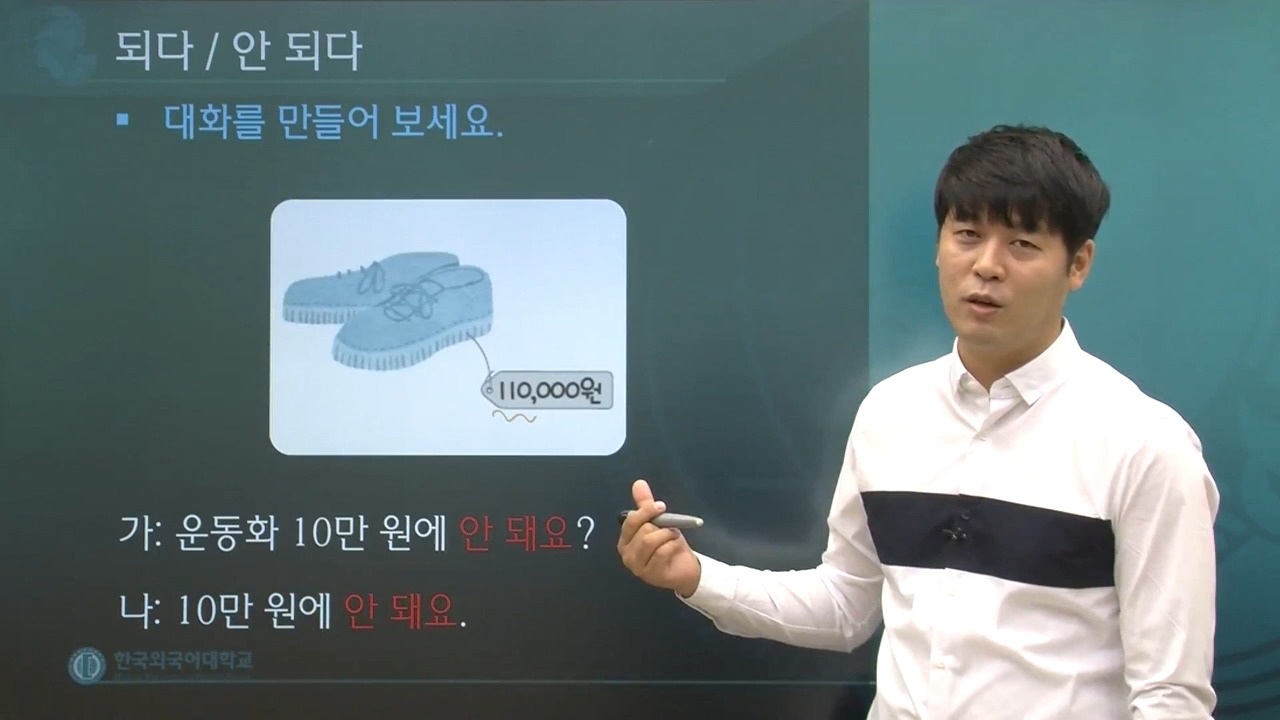 되다 / 안 되다
▪ 대화를 만들어 보세요.
110,000원
가: 운동화 10만 원에 안 돼요?
나: 10만 원에 안 돼요.
한국외국어대학교